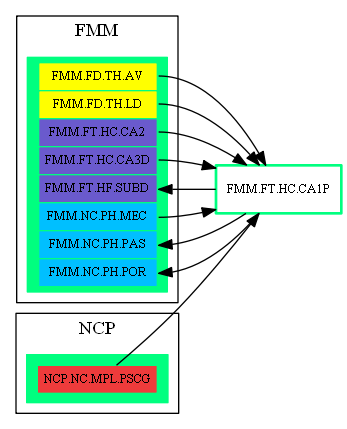 FMM
FMM.FD.TH.AV
FMM.FD.TH.LD
FMM.FT.HC.CA2
FMM.FT.HC.CA3D
FMM.FT.HF.SUBD
FMM.NC.PH.MEC
FMM.NC.PH.PAS
FMM.NC.PH.POR
FMM.FT.HC.CA1P
NCP
NCP.NC.MPL.PSCG